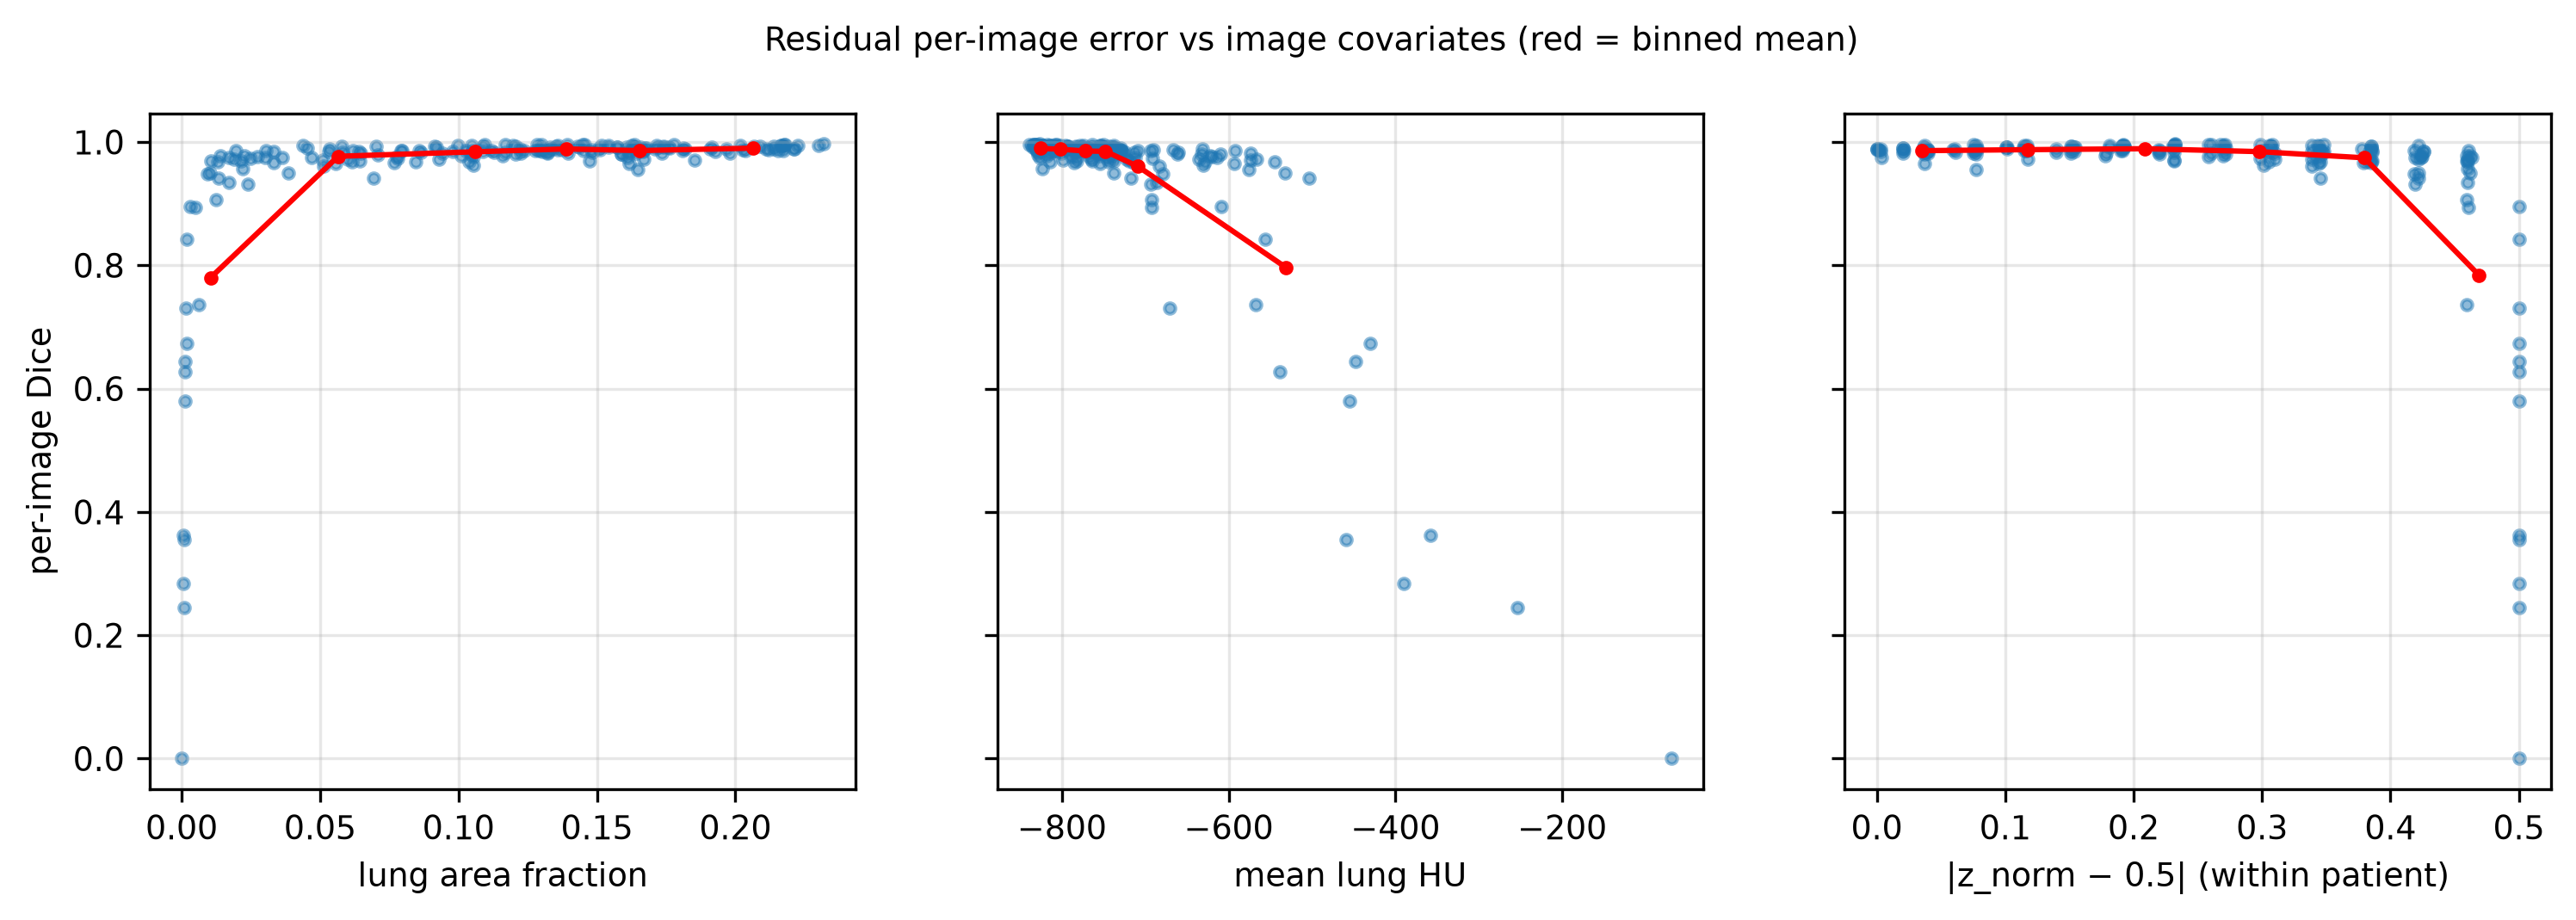 Residual per-image error vs image covariates (red = binned mean)
per-image Dice
1.0
0.8
0.6
0.4
0.2
0.0
0.00 0.05 0.10 0.15 0.20
lung area fraction
−800 −600 −400 −200
mean lung HU
0.0 0.1 0.2 0.3 0.4 0.5
|z_norm − 0.5| (within patient)